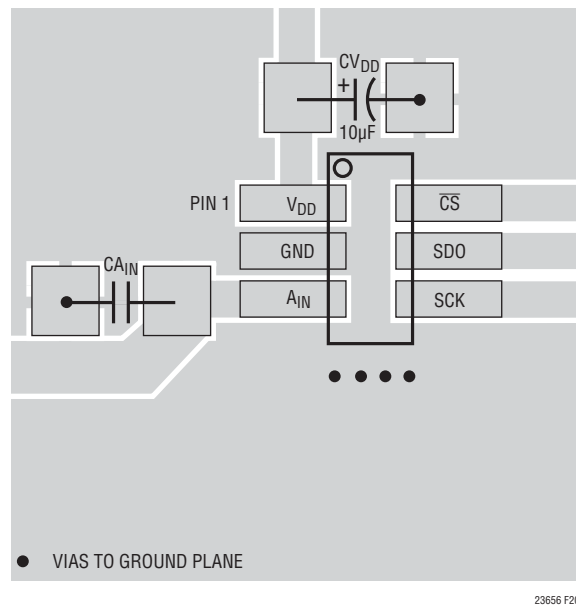 CVDD
+
10µF
PIN 1
VDD
CS
GND
SDO
CAIN
AIN
SCK
VIAS TO GROUND PLANE
23656 F20